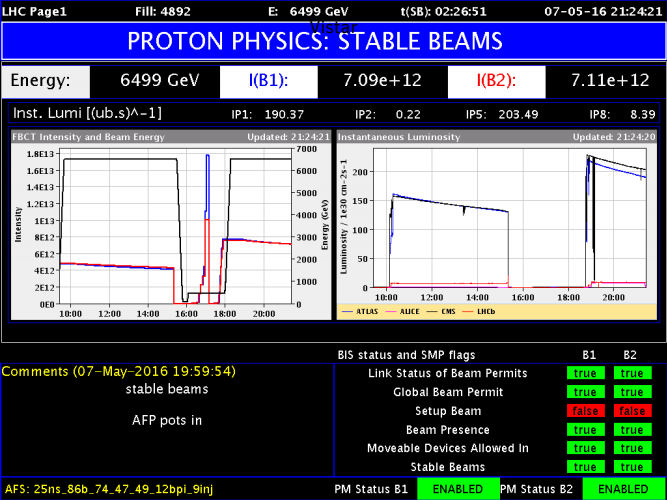 LHC Page1 Fill: 4892 E: 6499 GeV t(SB): 02:26:51 07-05-16 21:24:21
Vistar
PROTON PHYSICS: STABLE BEAMS
Energy: 6499 GeV I(B1): 7.09e+12 I(B2): 7.11e+12
Inst. Lumi [(ub.s)^-1] IP1: 190.37 IP2: 0.22 IP5: 203.49 IP8: 8.39
FBCT Intensity and Beam Energy Updated: 21:24:21
Instantaneous Luminosity Updated: 21:24:20
1.8E13
1.6E13
1.4E13
1.2E13
1E13
8E12
6E12
4E12
2E12
0E0
Intensity
7000
6000
5000
4000
3000
2000
1000
0
Energy (GeV)
10:00 12:00 14:00 16:00 18:00 20:00
Luminosity / 1e30 cm-2s-1
200
150
100
50
0
10:00 12:00 14:00 16:00 18:00 20:00
ATLAS ALICE CMS LHCb
Comments (07-May-2016 19:59:54)
stable beams
AFP pots in
BIS status and SMP flags B1 B2
Link Status of Beam Permits true true
Global Beam Permit true true
Setup Beam false false
Beam Presence true true
Moveable Devices Allowed In true true
Stable Beams true true
AFS: 25ns_86b_74_47_49_12bpi_9inj
PM Status B1 ENABLED PM Status B2 ENABLED